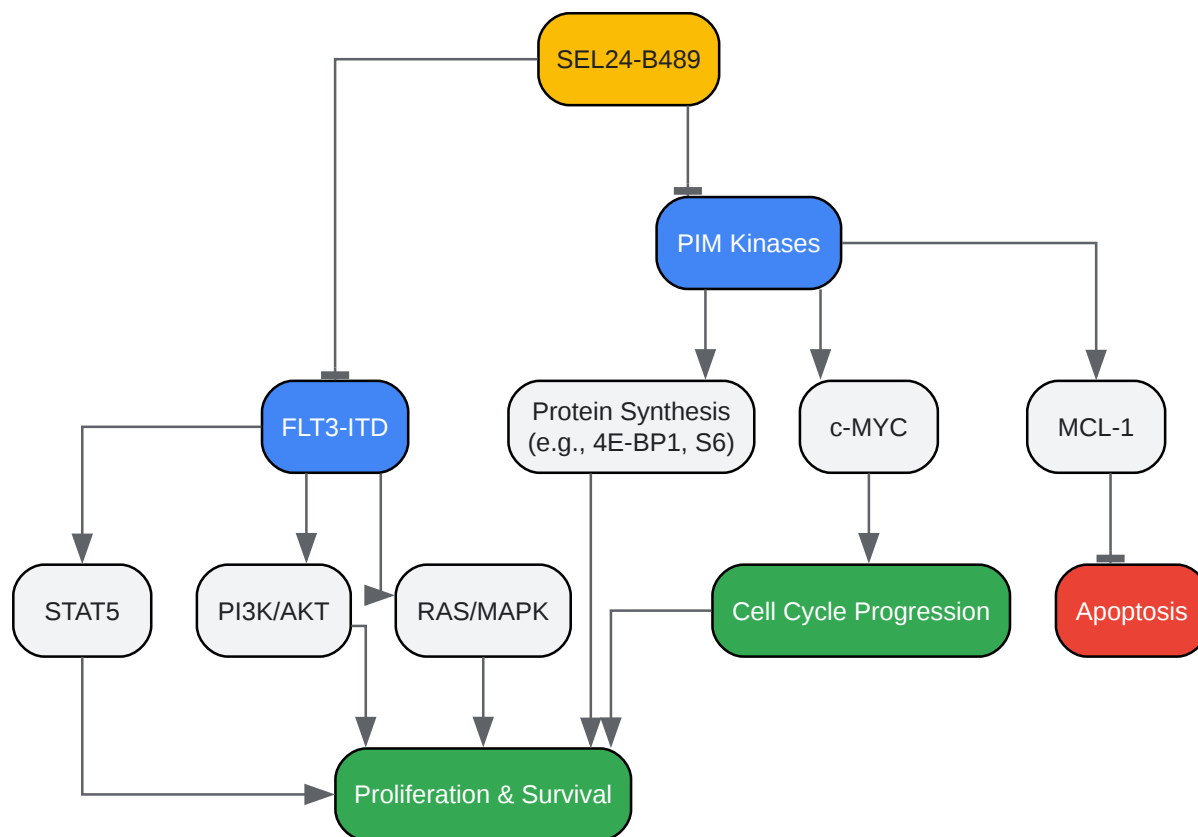 SEL24-B489
PIM Kinases
FLT3-ITD
Protein Synthesis
(e.g., 4E-BP1, S6)
c-MYC
MCL-1
STAT5
PI3K/AKT
RAS/MAPK
Cell Cycle Progression
Apoptosis
Proliferation & Survival